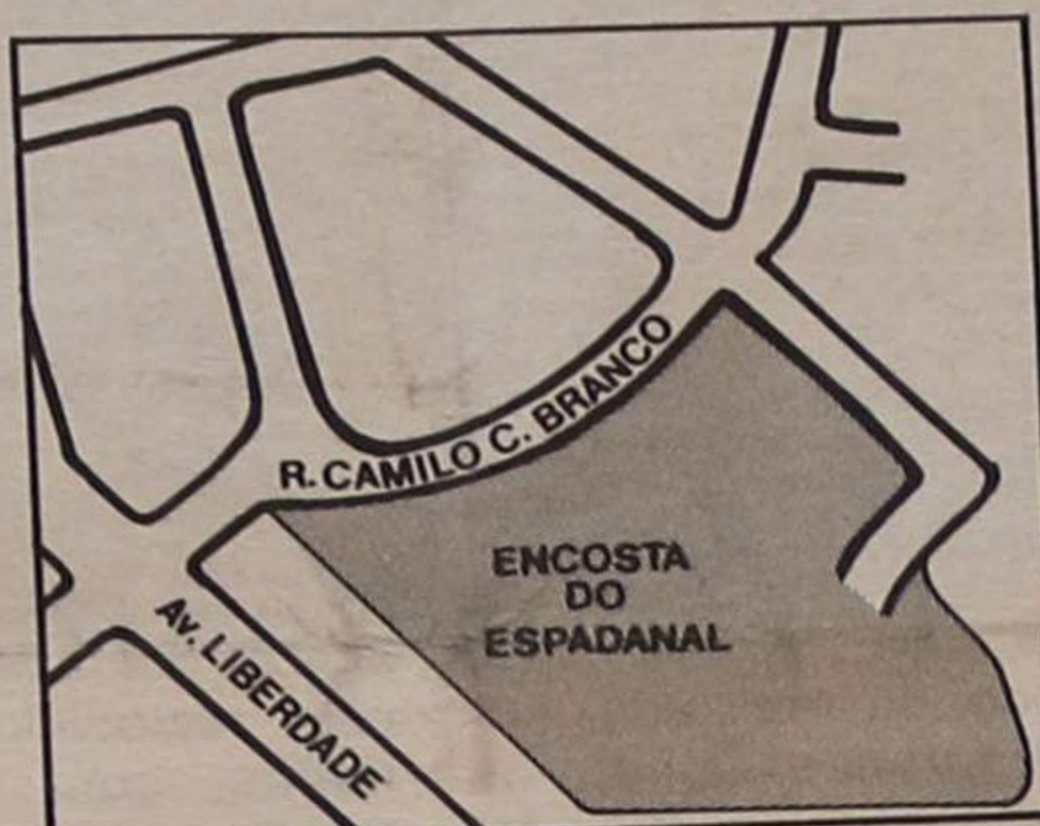 R. CAMILO C. BRANCO
ENCOSTA
DO
ESPADANAL
AV. LIBERDADE